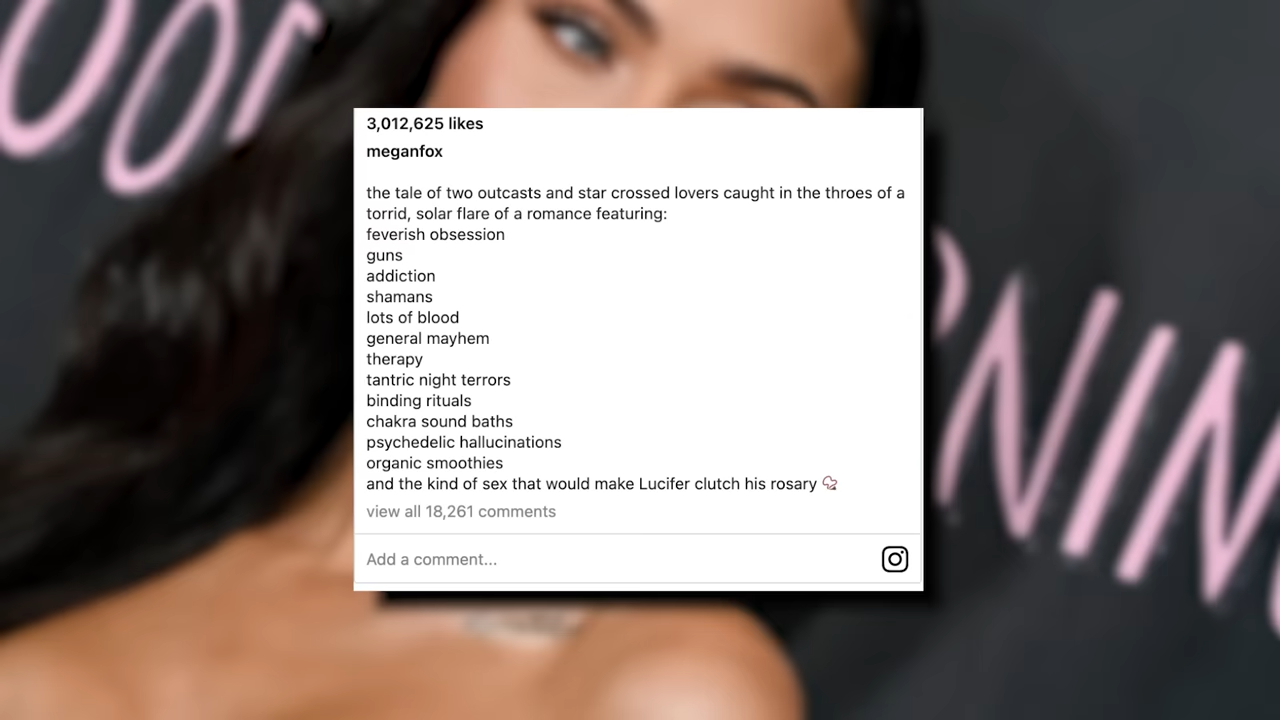 3,012,625 likes
meganfox
the tale of two outcasts and star crossed lovers caught in the throes of a
torrid, solar flare of a romance featuring:
feverish obsession
guns
addiction
shamans
lots of blood
general mayhem
therapy
tantric night terrors
binding rituals
chakra sound baths
psychedelic hallucinations
organic smoothies
and the kind of sex that would make Lucifer clutch his rosary
view all 18,261 comments
Add a comment...